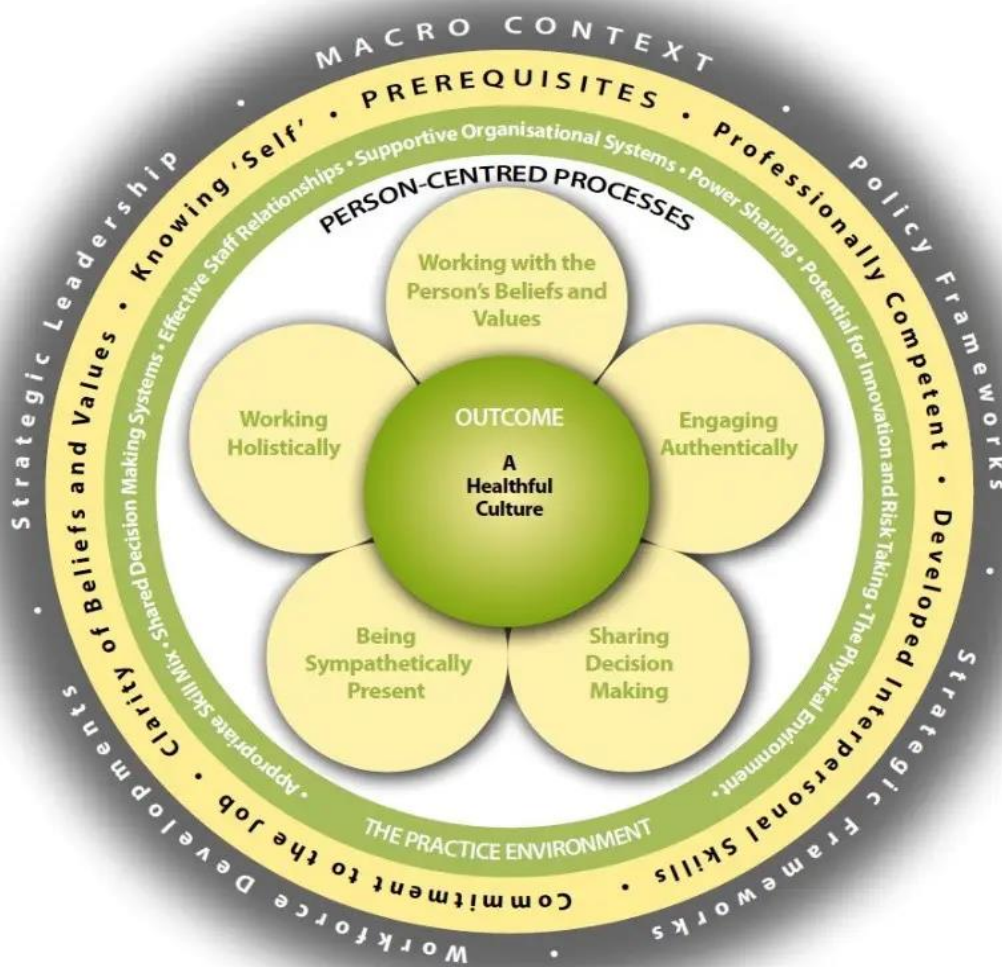 MACRO CONTEXT
• Policy Frameworks • Strategic Frameworks • Workforce Developments • Strategic Leadership •
PREREQUISITES
• Professionally Competent • Developed Interpersonal Skills • Commitment to the Job • Clarity of Beliefs and Values • Knowing ‘Self’ •
• Appropriate Skill Mix • Shared Decision Making Systems • Effective Staff Relationships • Supportive Organisational Systems • Power Sharing • Potential for Innovation and Risk Taking • The Physical Environment •
THE PRACTICE ENVIRONMENT
PERSON-CENTRED PROCESSES
Working with the
Person’s Beliefs and
Values
Engaging
Authentically
Sharing
Decision
Making
Being
Sympathetically
Present
Working
Holistically
OUTCOME
A
Healthful
Culture